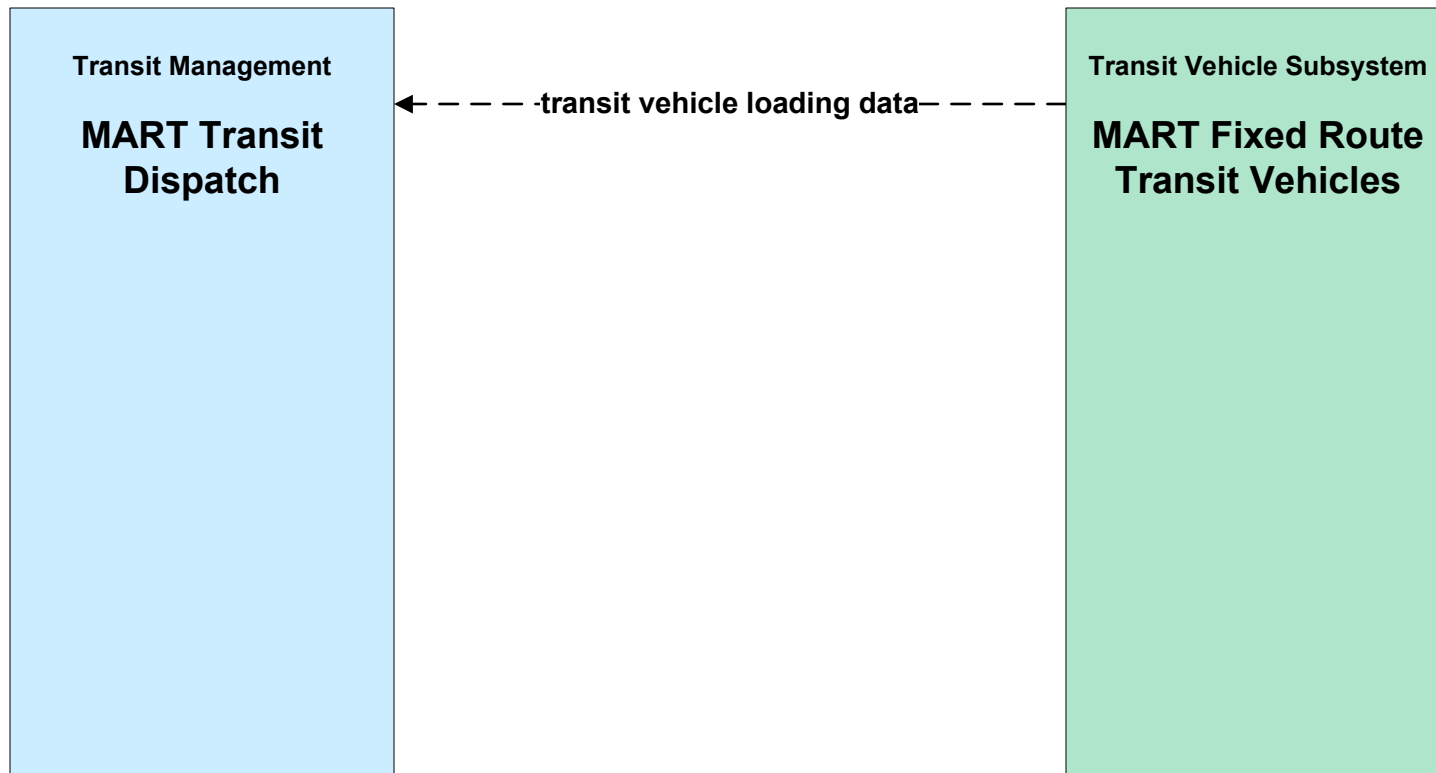 Transit Management
MART Transit
Dispatch
transit vehicle loading data
Transit Vehicle Subsystem
MART Fixed Route
Transit Vehicles